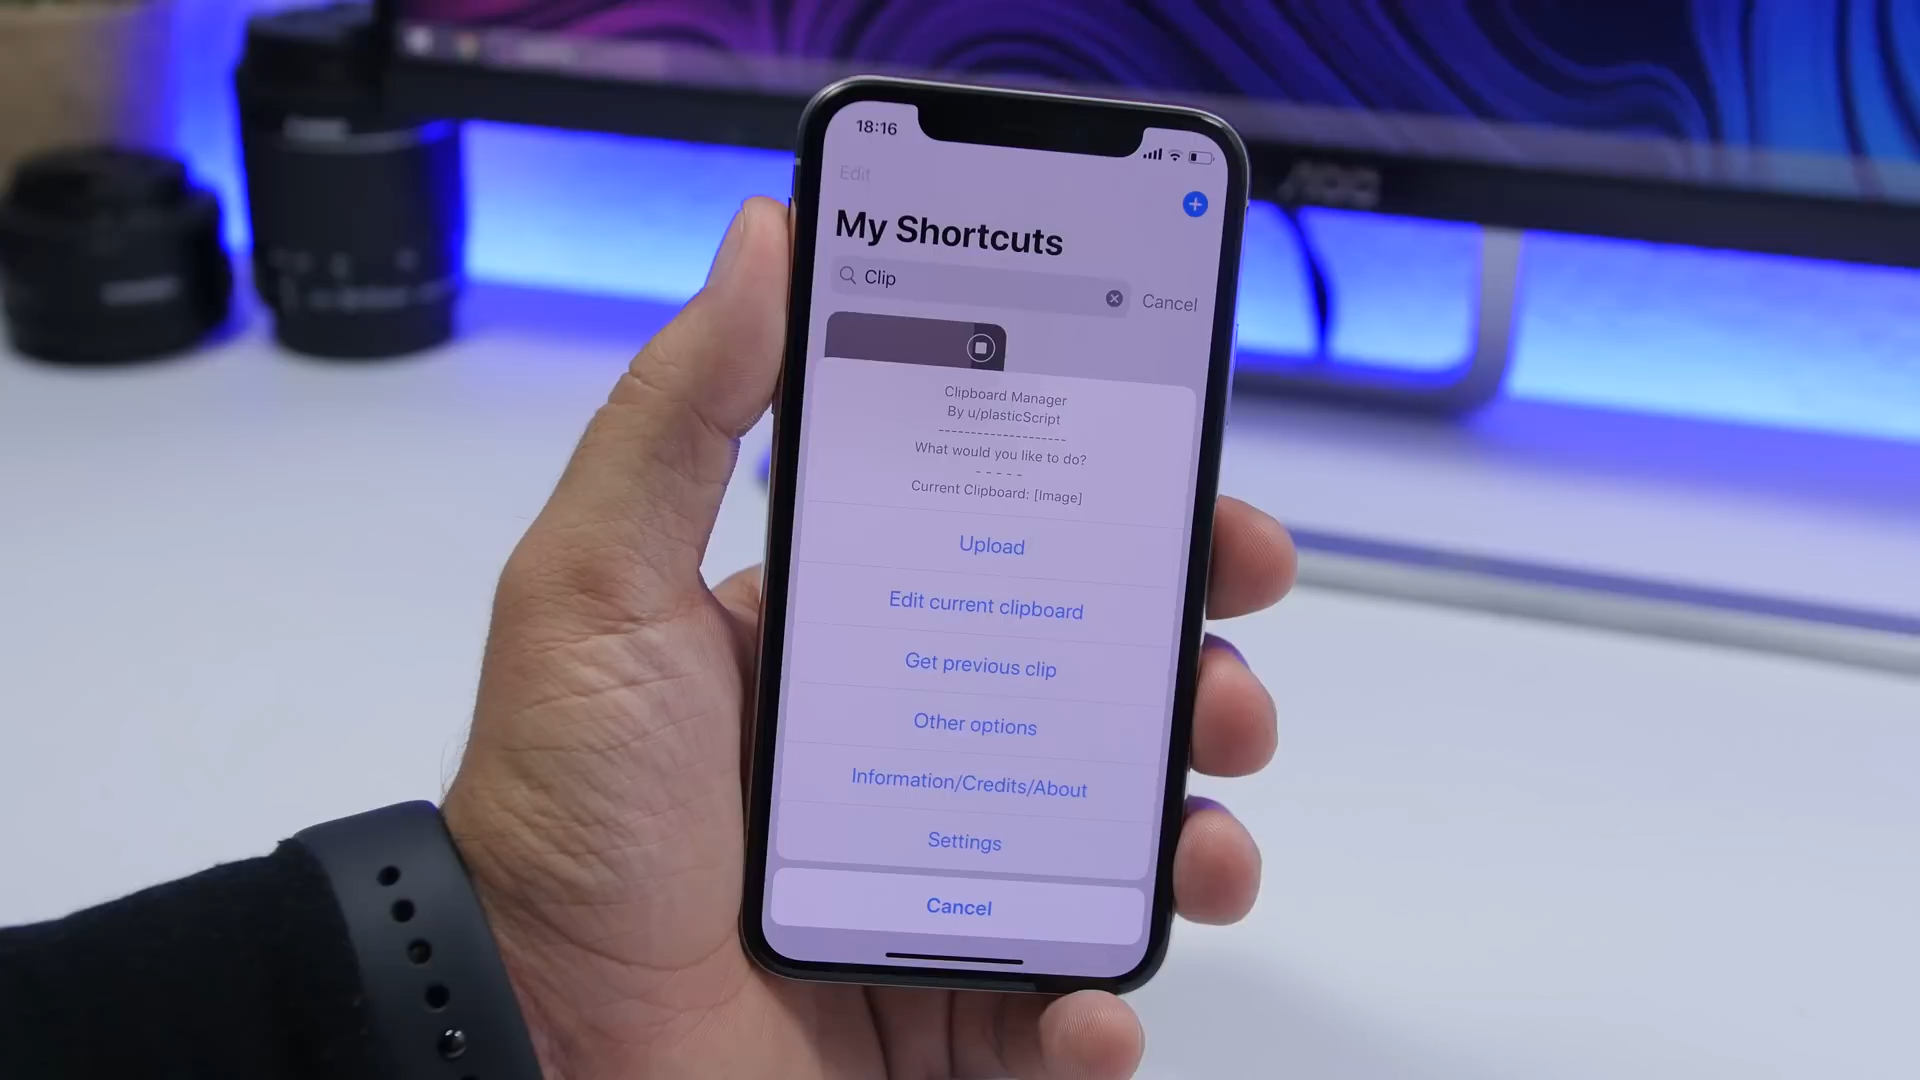 AOC
18:16
Edit
My Shortcuts
Clip
Cancel
Clipboard Manager
By u/plasticScript
--------------------
What would you like to do?
- - - - -
Current Clipboard: [Image]
Upload
Edit current clipboard
Get previous clip
Other options
Information/Credits/About
Settings
Cancel